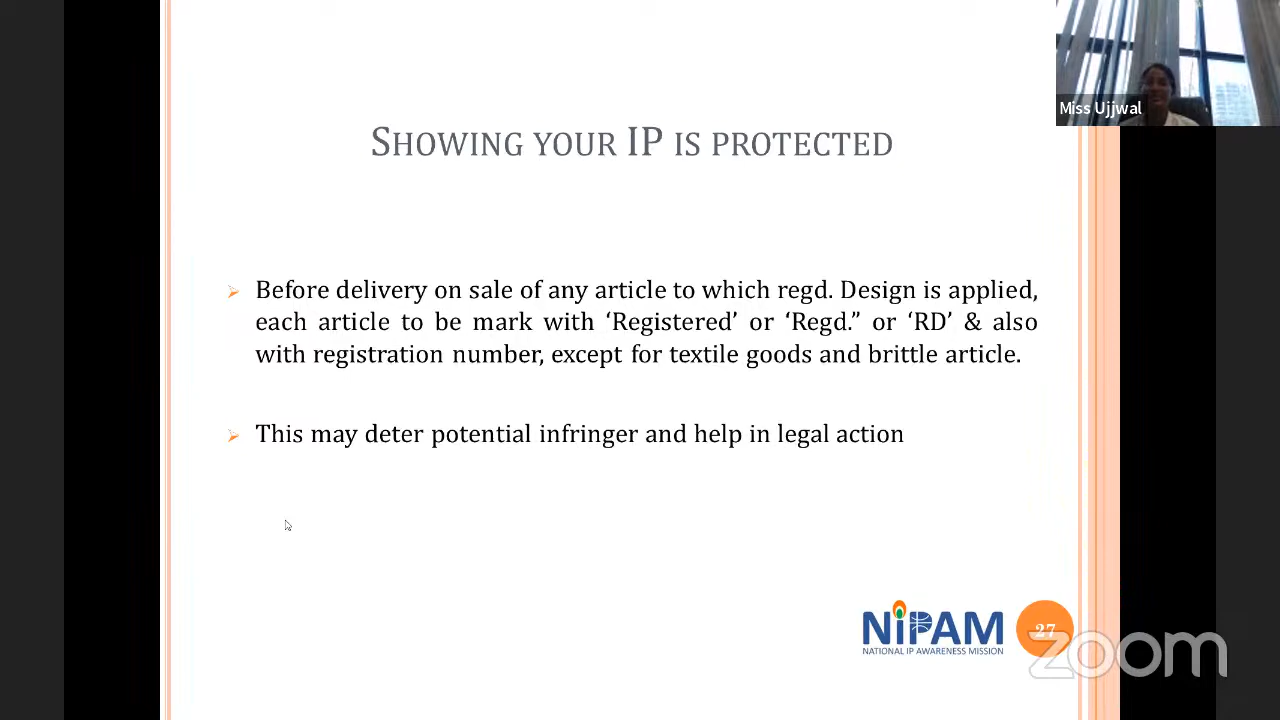 Miss Ujjwal
SHOWING YOUR IP IS PROTECTED
➢ Before delivery on sale of any article to which regd. Design is applied,
each article to be mark with ‘Registered’ or ‘Regd.” or ‘RD’ & also
with registration number, except for textile goods and brittle article.
➢ This may deter potential infringer and help in legal action
NIPAM
NATIONAL IP AWARENESS MISSION
27
zoom